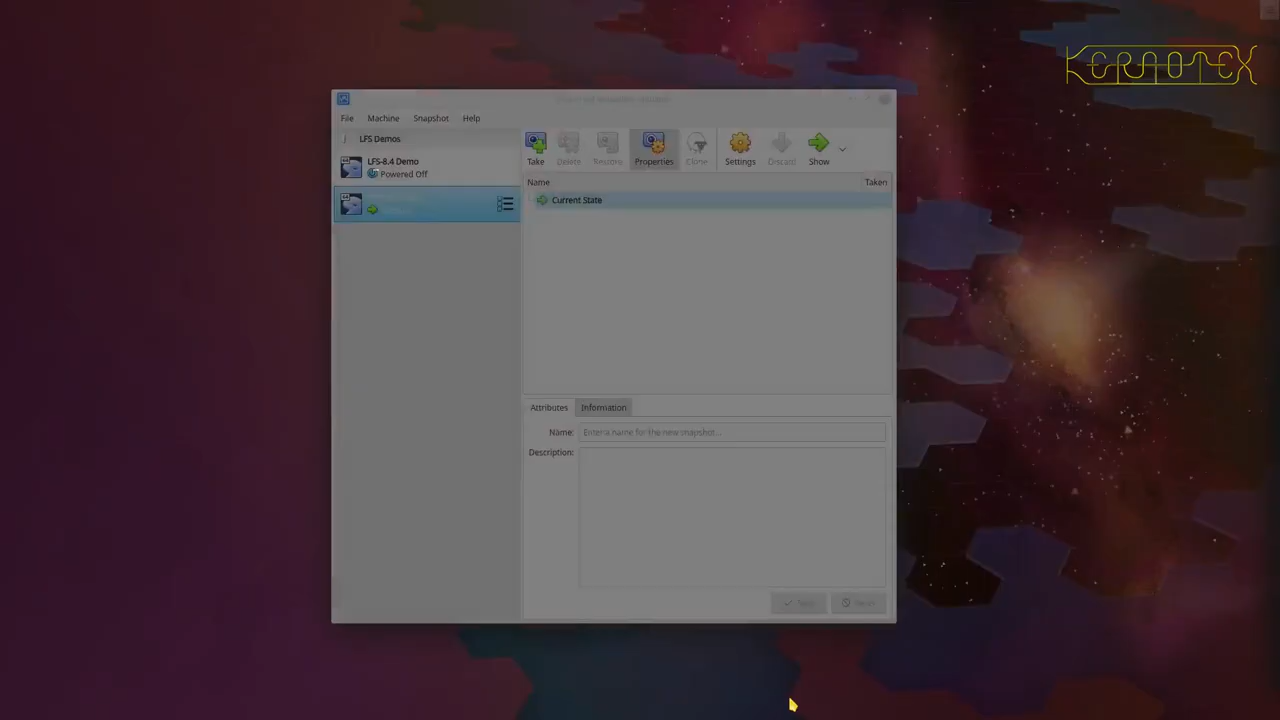 KERNOTEX
File Machine Snapshot Help
LFS Demos
LFS-8.4 Demo
Powered Off
Take Delete Restore Properties Clone Settings Discard Show
Name Taken
Current State
Attributes Information
Name: Enter a name for the new snapshot...
Description: